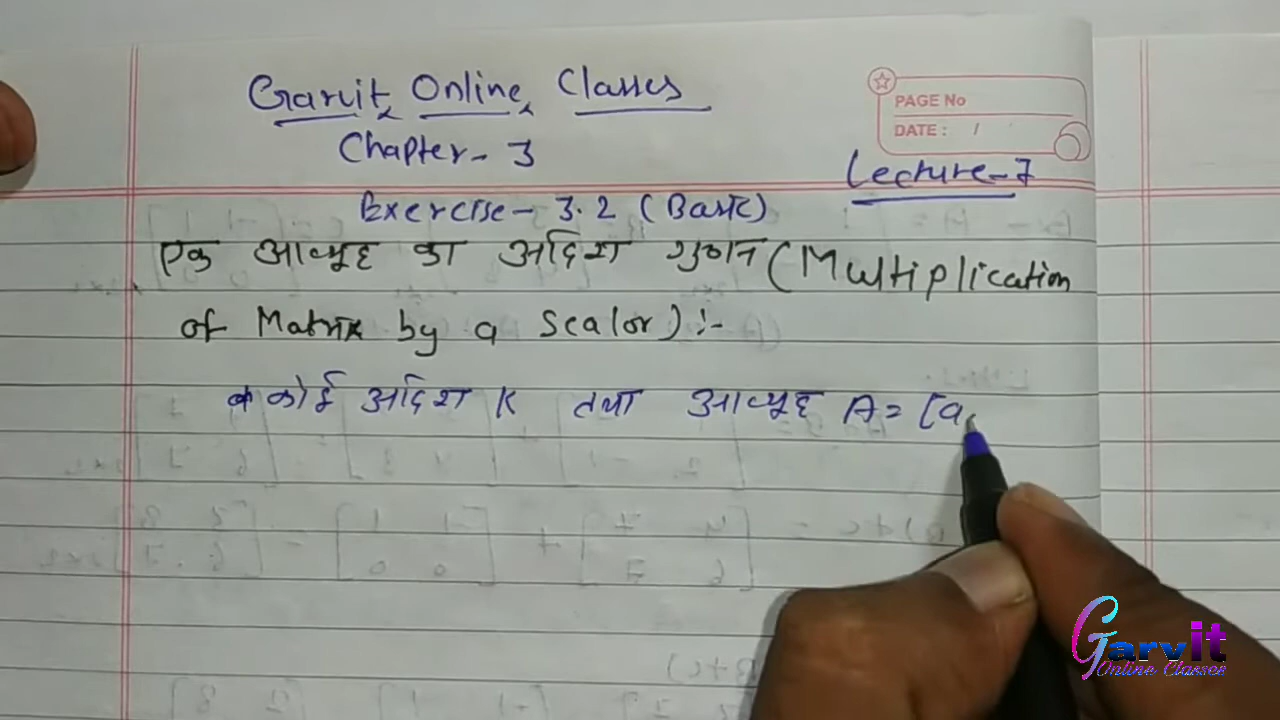 Garvit Online Classes
PAGE No
DATE : /
Chapter - 3
Lecture - 7
Exercise - 3.2 (Basic)
एक आव्यूह का अदिश गुणन (Multiplication
of Matrix by a Scalor) :-
कोई अदिश K तथा आव्यूह A = [a
Garvit
Online Classes